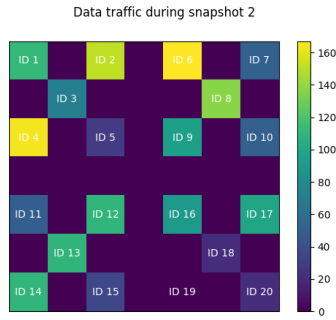 Data traffic during snapshot 2
ID 1 ID 2 ID 6 ID 7
ID 3 ID 8
ID 4 ID 5 ID 9 ID 10
ID 11 ID 12 ID 16 ID 17
ID 13 ID 18
ID 14 ID 15 ID 19 ID 20
160
140
120
100
80
60
40
20
0